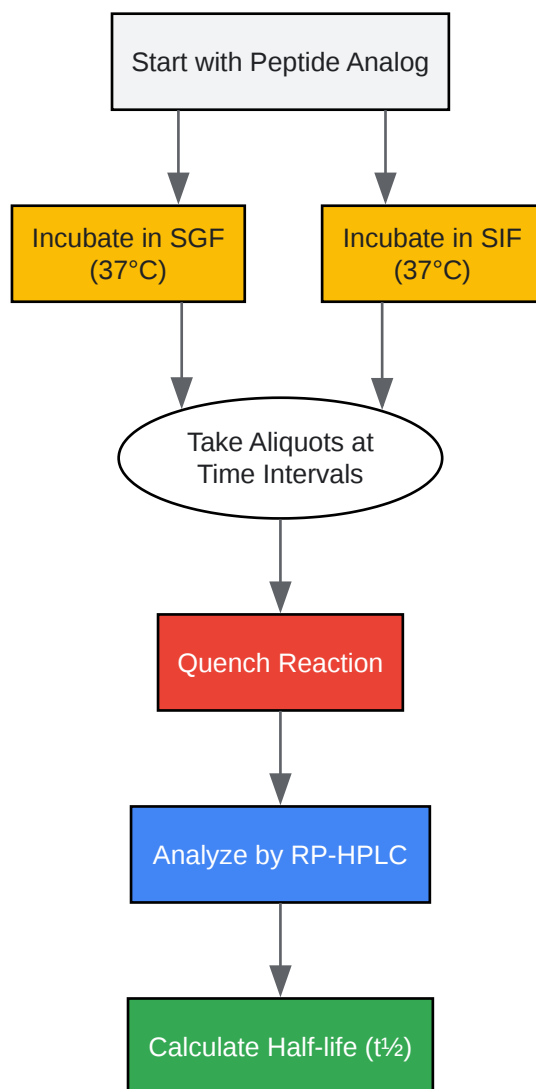 Start with Peptide Analog
Incubate in SGF
(37°C)
Incubate in SIF
(37°C)
Take Aliquots at
Time Intervals
Quench Reaction
Analyze by RP-HPLC
Calculate Half-life (t½)